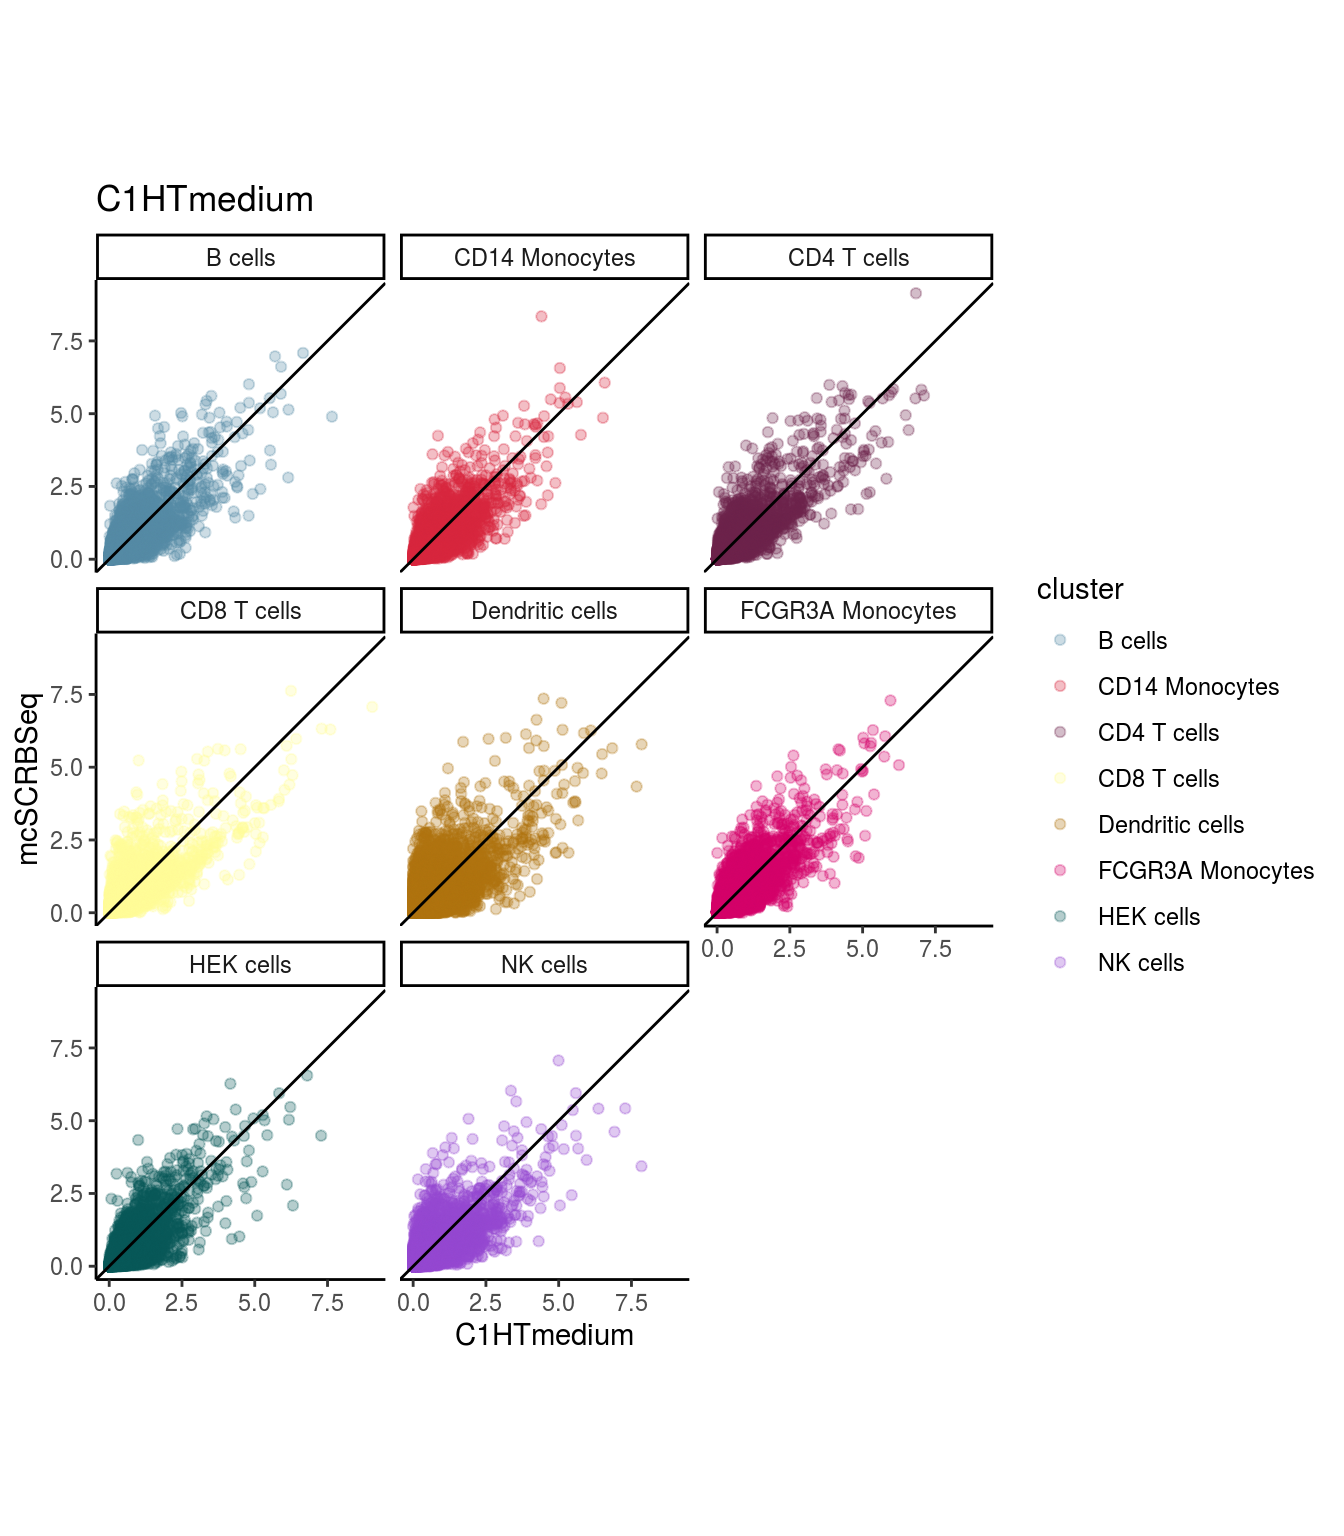 C1HTmedium
B cells
CD14 Monocytes
CD4 T cells
7.5
5.0
2.5
0.0
CD8 T cells
Dendritic cells
FCGR3A Monocytes
7.5
5.0
2.5
0.0
0.0 2.5 5.0 7.5
HEK cells
NK cells
7.5
5.0
2.5
0.0
0.0 2.5 5.0 7.5
0.0 2.5 5.0 7.5
C1HTmedium
mcSCRBSeq
cluster
B cells
CD14 Monocytes
CD4 T cells
CD8 T cells
Dendritic cells
FCGR3A Monocytes
HEK cells
NK cells